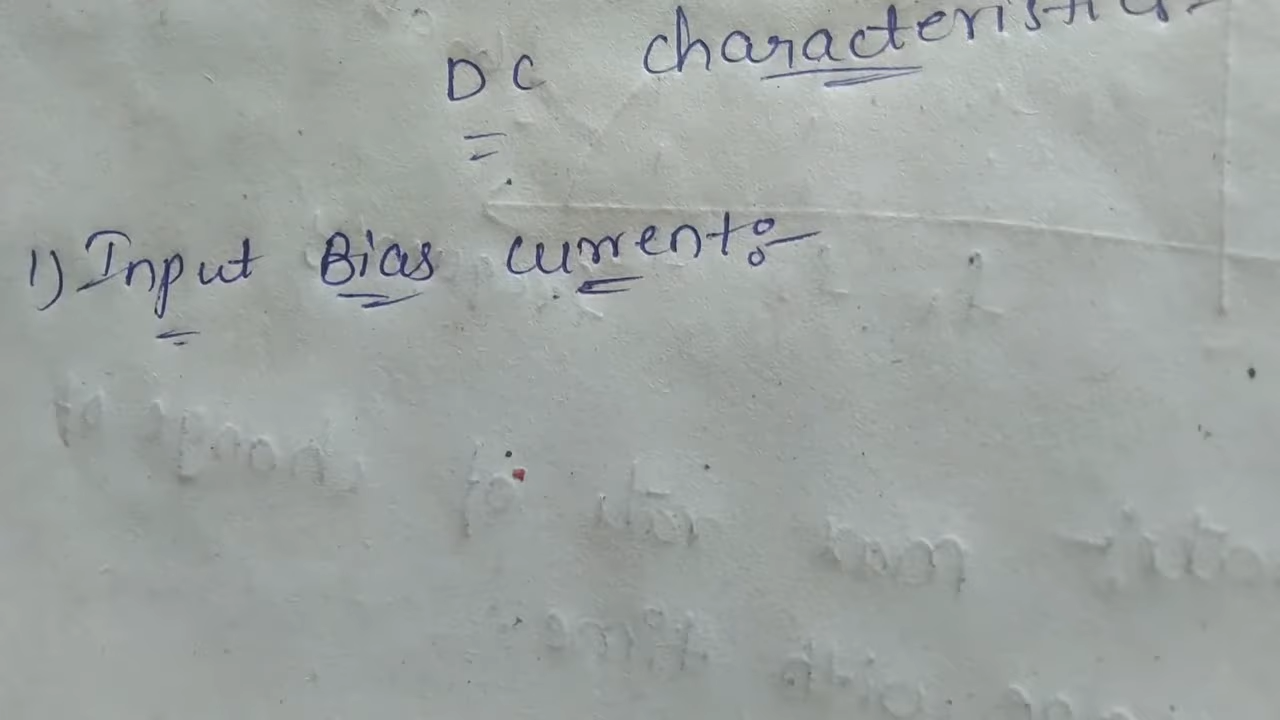 DC characteristics
1) Input Bias current:-